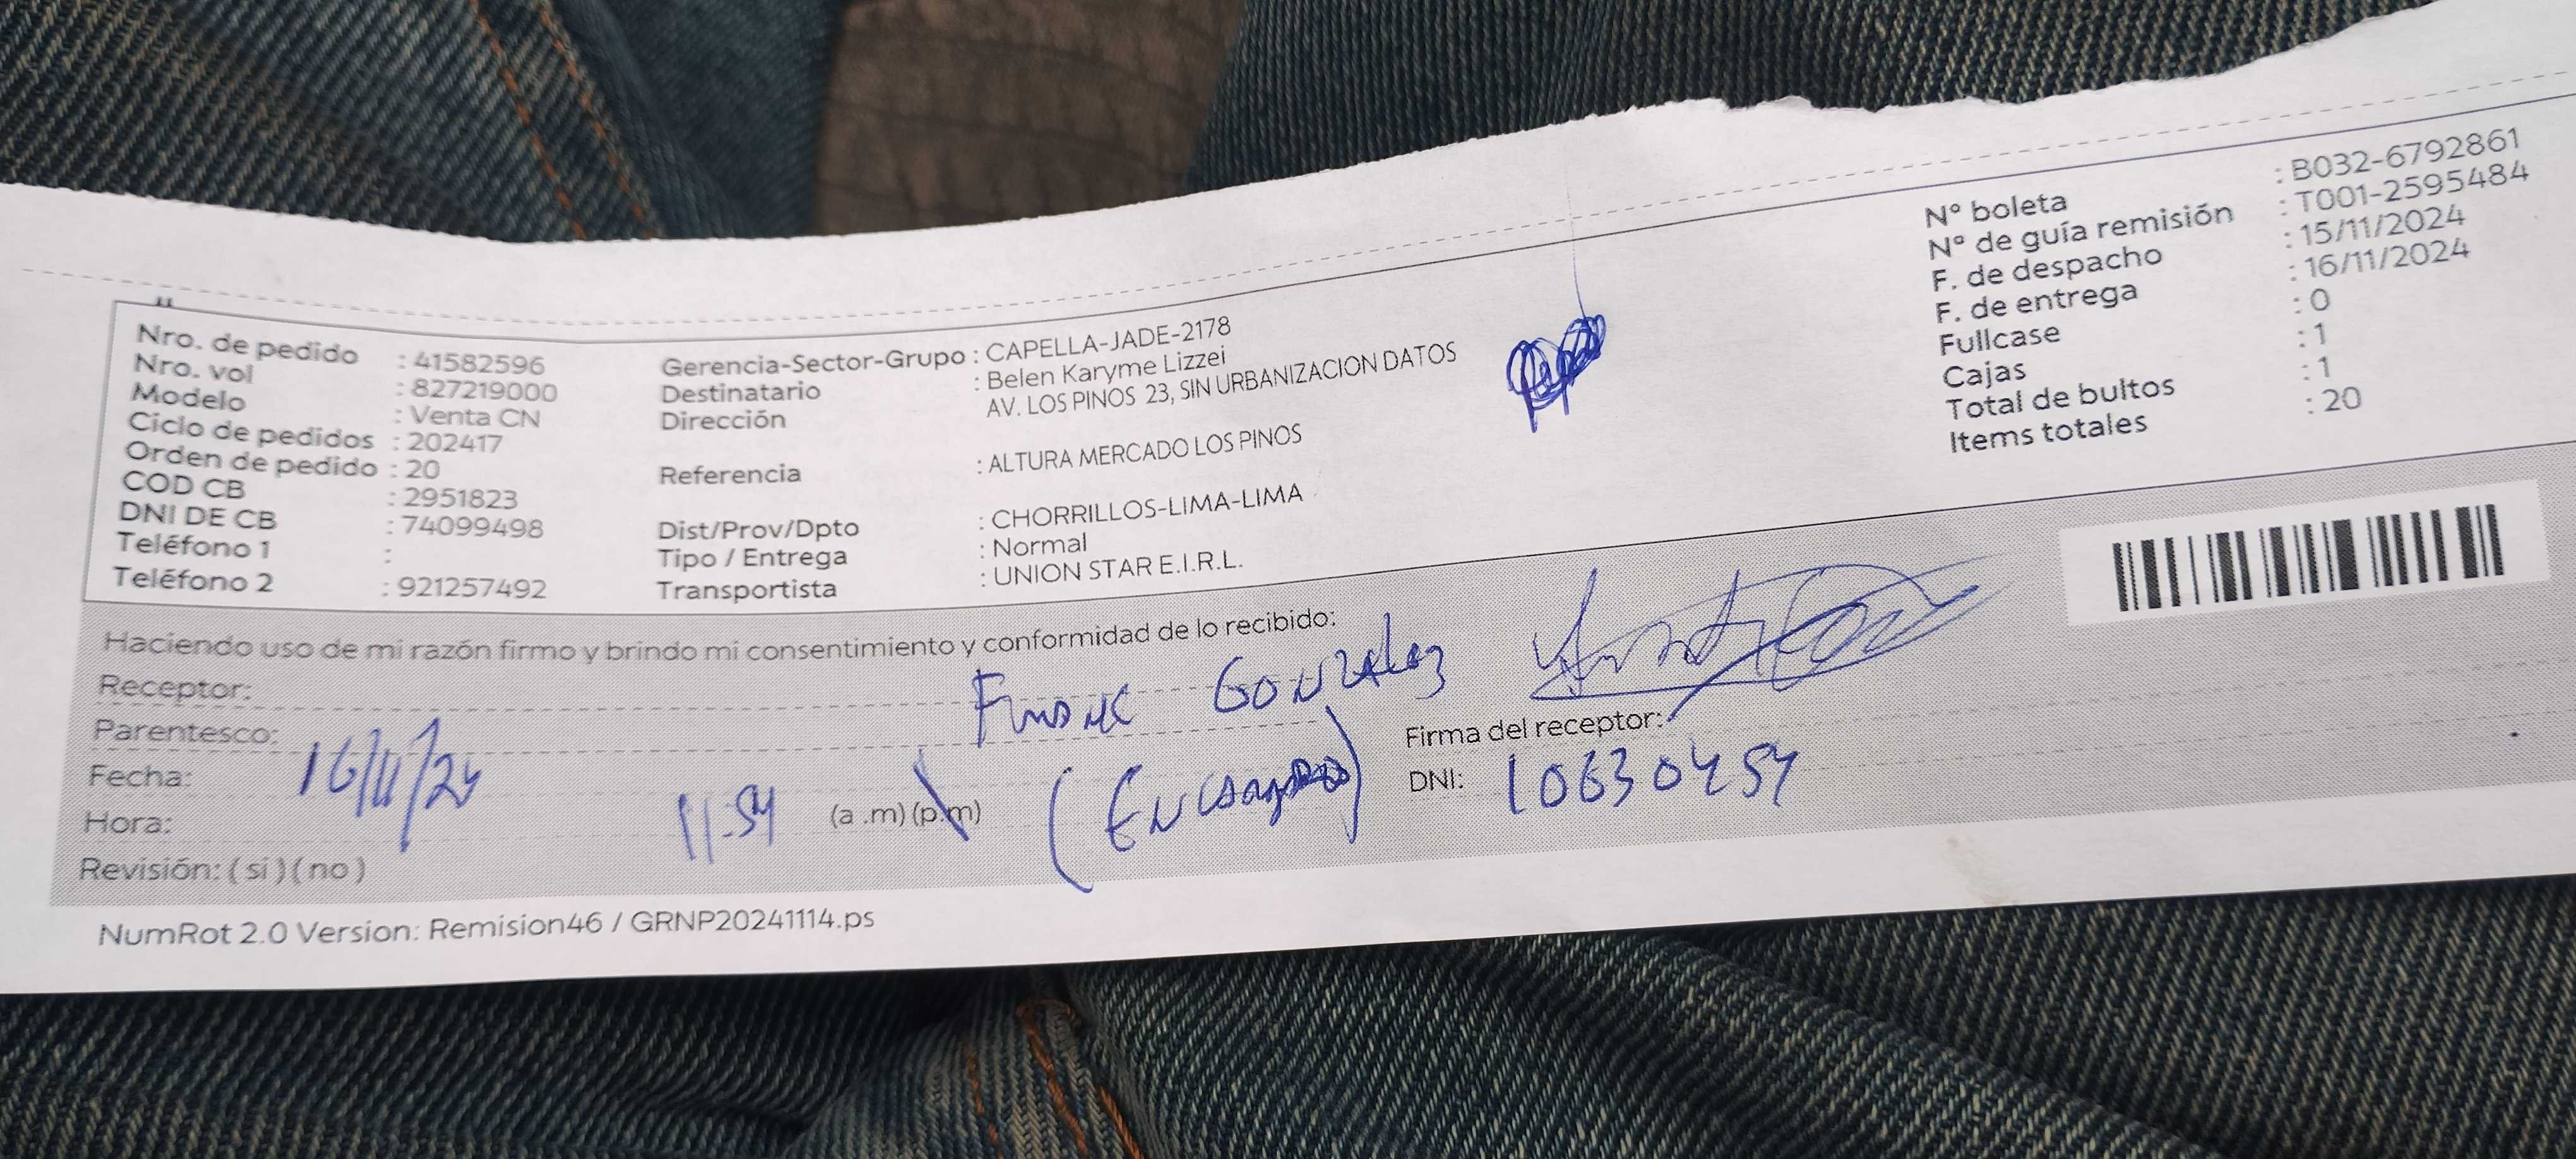 Nro. de pedido : 41582596
Nro. vol : 827219000
Modelo : Venta CN
Ciclo de pedidos : 202417
Orden de pedido : 20
COD CB : 2951823
DNI DE CB : 74099498
Teléfono 1 :
Teléfono 2 : 921257492
Gerencia-Sector-Grupo : CAPELLA-JADE-2178
Destinatario : Belen Karyme Lizzei
Dirección AV. LOS PINOS 23, SIN URBANIZACION DATOS
Referencia : ALTURA MERCADO LOS PINOS
Dist/Prov/Dpto : CHORRILLOS-LIMA-LIMA
Tipo / Entrega : Normal
Transportista : UNION STAR E.I.R.L.
N° boleta : B032-6792861
N° de guía remisión : T001-2595484
F. de despacho : 15/11/2024
F. de entrega : 16/11/2024
Fullcase : 0
Cajas : 1
Total de bultos : 1
Items totales : 20
Haciendo uso de mi razón firmo y brindo mi consentimiento y conformidad de lo recibido:
Receptor: GONZALez
Parentesco:
Fecha: 16/11/24
Hora: 11:54 (a .m) (p.m)
Revisión: ( si ) ( no )
Firma del receptor:
DNI: 10630454
NumRot 2.0 Version: Remision46 / GRNP20241114.ps